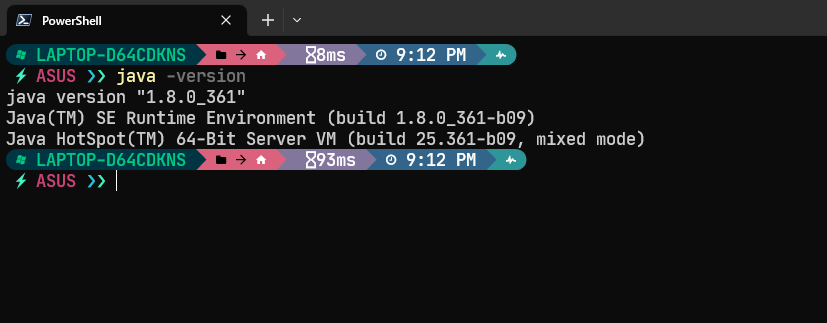 PowerShell
LAPTOP-D64CDKNS 8ms 9:12 PM
ASUS ❯❯ java -version
java version "1.8.0_361"
Java(TM) SE Runtime Environment (build 1.8.0_361-b09)
Java HotSpot(TM) 64-Bit Server VM (build 25.361-b09, mixed mode)
LAPTOP-D64CDKNS 93ms 9:12 PM
ASUS ❯❯